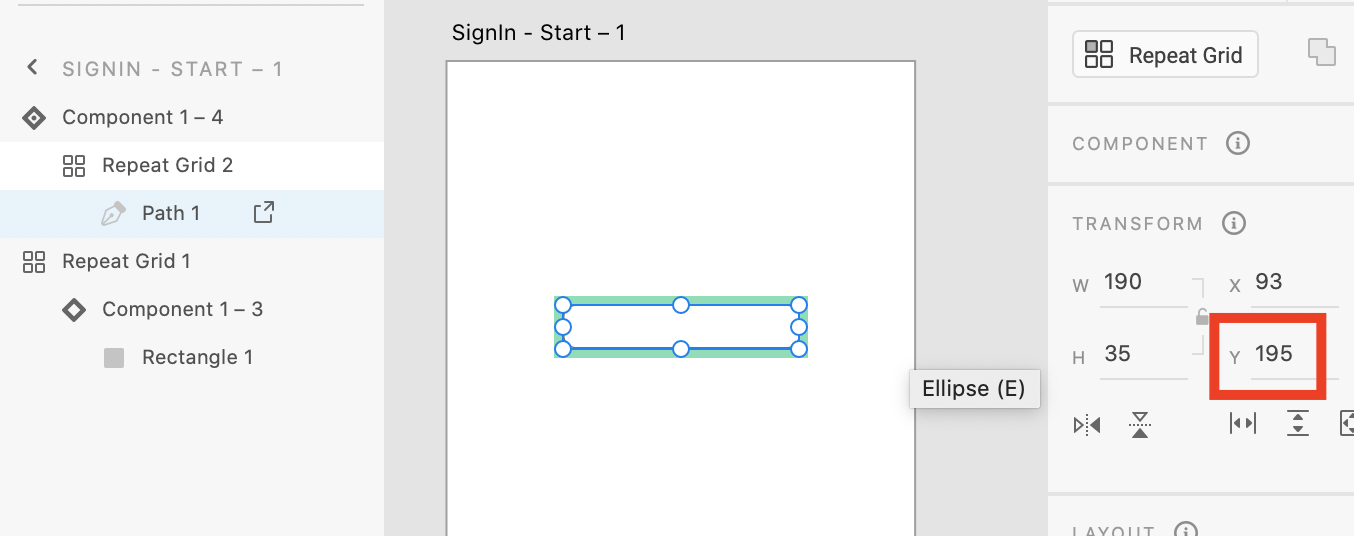 SIGNIN - START – 1
Component 1 – 4
Repeat Grid 2
Path 1
Repeat Grid 1
Component 1 – 3
Rectangle 1
SignIn - Start – 1
Ellipse (E)
Repeat Grid
COMPONENT
TRANSFORM
W 190 X 93
H 35 Y 195
LAYOUT